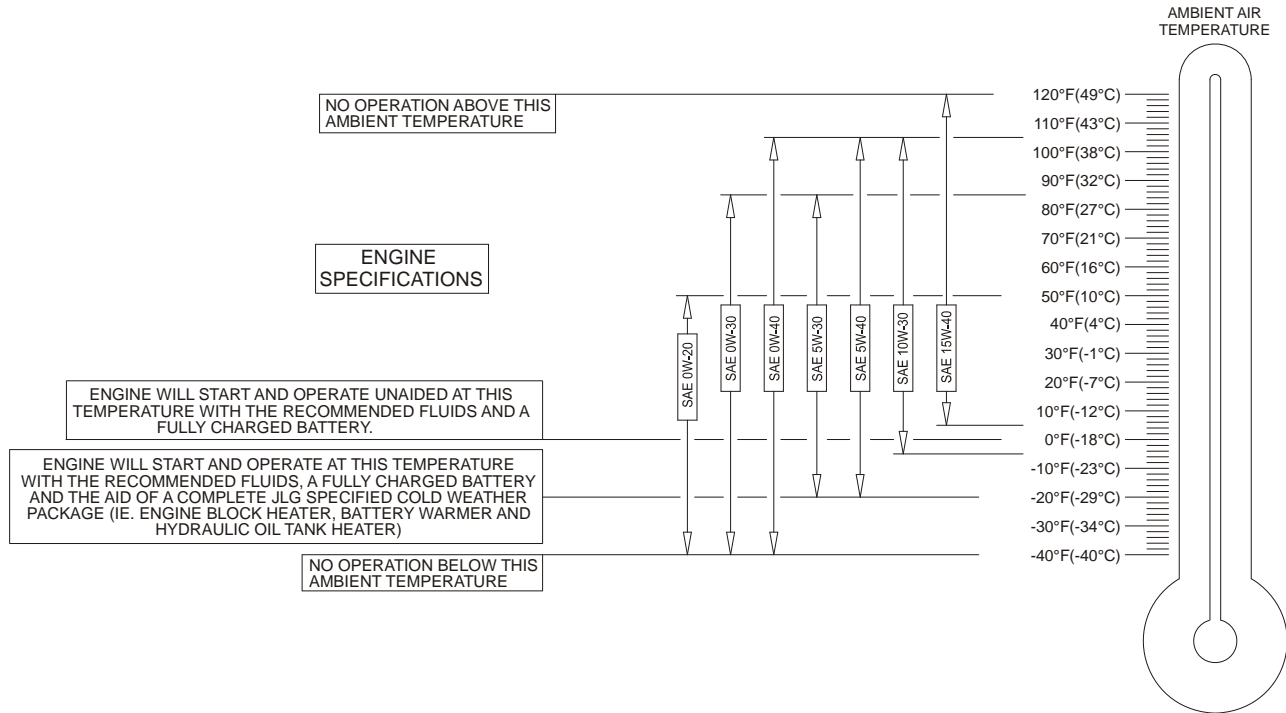 AMBIENT AIR
TEMPERATURE
120°F(49°C)
NO OPERATION ABOVE THIS
AMBIENT TEMPERATURE
110°F(43°C)
100°F(38°C)
90°F(32°C)
80°F(27°C)
70°F(21°C)
ENGINE
SPECIFICATIONS
60°F(16°C)
50°F(10°C)
40°F(4°C)
30°F(-1°C)
20°F(-7°C)
10°F(-12°C)
0°F(-18°C)
-10°F(-23°C)
-20°F(-29°C)
-30°F(-34°C)
-40°F(-40°C)
SAE 0W-20
SAE 0W-30
SAE 0W-40
SAE 5W-30
SAE 5W-40
SAE 10W-30
SAE 15W-40
ENGINE WILL START AND OPERATE UNAIDED AT THIS
TEMPERATURE WITH THE RECOMMENDED FLUIDS AND A
FULLY CHARGED BATTERY.
ENGINE WILL START AND OPERATE AT THIS TEMPERATURE
WITH THE RECOMMENDED FLUIDS, A FULLY CHARGED BATTERY
AND THE AID OF A COMPLETE JLG SPECIFIED COLD WEATHER
PACKAGE (IE. ENGINE BLOCK HEATER, BATTERY WARMER AND
HYDRAULIC OIL TANK HEATER)
NO OPERATION BELOW THIS
AMBIENT TEMPERATURE